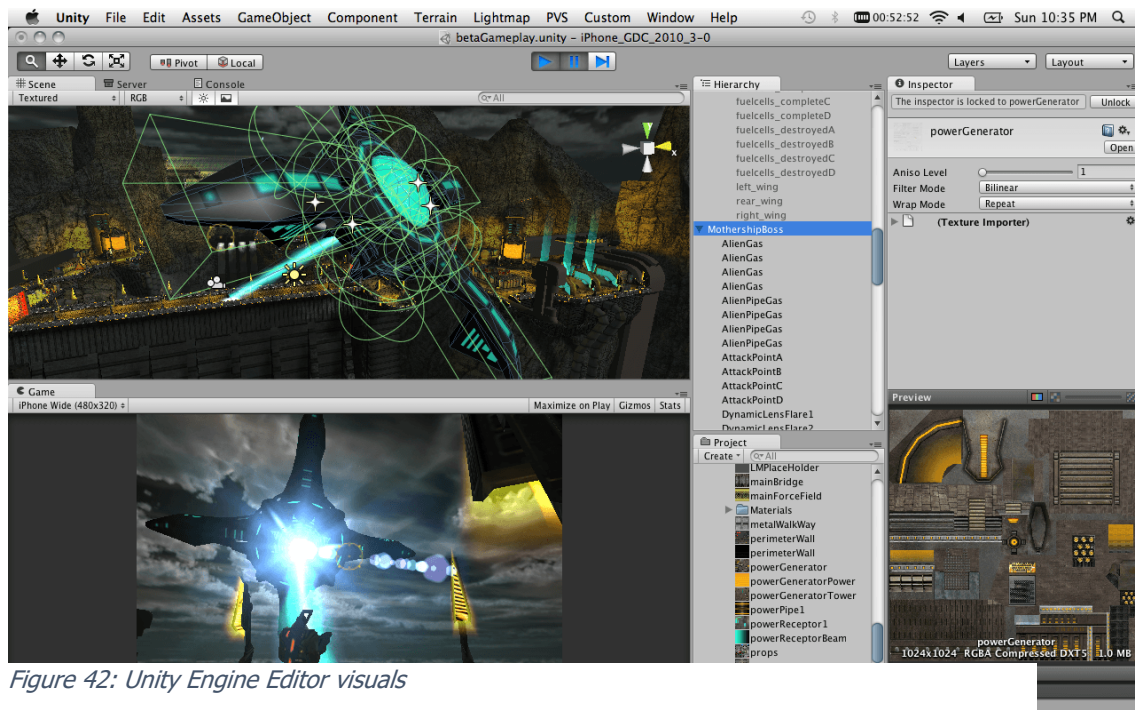 Unity File Edit Assets GameObject Component Terrain Lightmap PVS Custom Window Help 00:52:52 Sun 10:35 PM
betaGameplay.unity – iPhone_GDC_2010_3-0
Pivot Local Layers Layout
Scene Server Console
Textured RGB All
Hierarchy
fuelcells_completeC
fuelcells_completeD
fuelcells_destroyedA
fuelcells_destroyedB
fuelcells_destroyedC
fuelcells_destroyedD
left_wing
rear_wing
right_wing
MothershipBoss
AlienGas
AlienGas
AlienGas
AlienGas
AlienPipeGas
AlienPipeGas
AlienPipeGas
AlienPipeGas
AttackPointA
AttackPointB
AttackPointC
AttackPointD
DynamicLensFlare1
DynamicLensFlare2
Inspector
The inspector is locked to powerGenerator Unlock
powerGenerator
Open
Aniso Level 1
Filter Mode Bilinear
Wrap Mode Repeat
(Texture Importer)
x
Game
iPhone Wide (480x320) Maximize on Play Gizmos Stats
Project
Create All
LMPlaceHolder
mainBridge
mainForceField
Materials
metalWalkWay
perimeterWall
perimeterWall
powerGenerator
powerGeneratorPower
powerGeneratorTower
powerPipe1
powerReceptor1
powerReceptorBeam
props
Preview
powerGenerator
1024x1024 RGBA Compressed DXT5 1.0 MB
Figure 42: Unity Engine Editor visuals